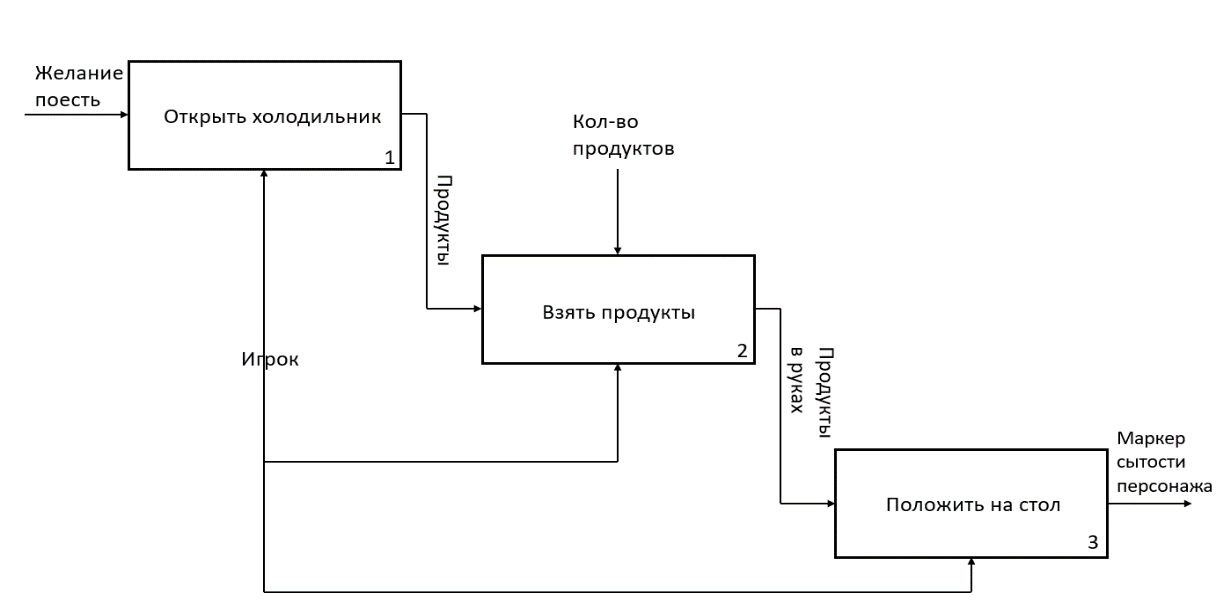 Желание
поесть
Открыть холодильник
1
Кол-во
продуктов
Продукты
Взять продукты
2
Игрок
Продукты
в руках
Маркер
сытости
персонажа
Положить на стол
3